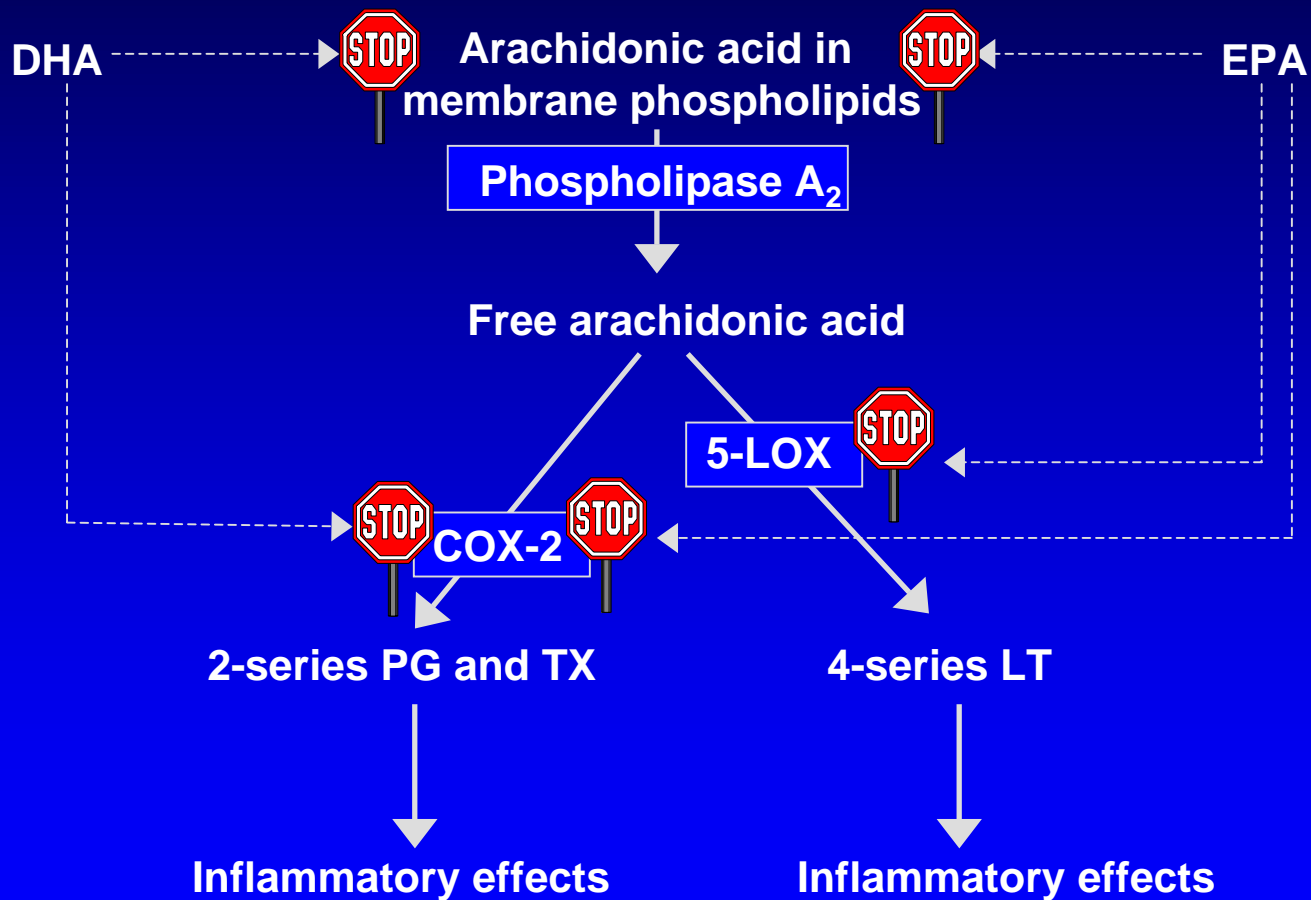 DHA
STOP
Arachidonic acid in
membrane phospholipids
STOP
EPA
Phospholipase A₂
Free arachidonic acid
5-LOX
STOP
STOP
COX-2
STOP
2-series PG and TX
4-series LT
Inflammatory effects
Inflammatory effects